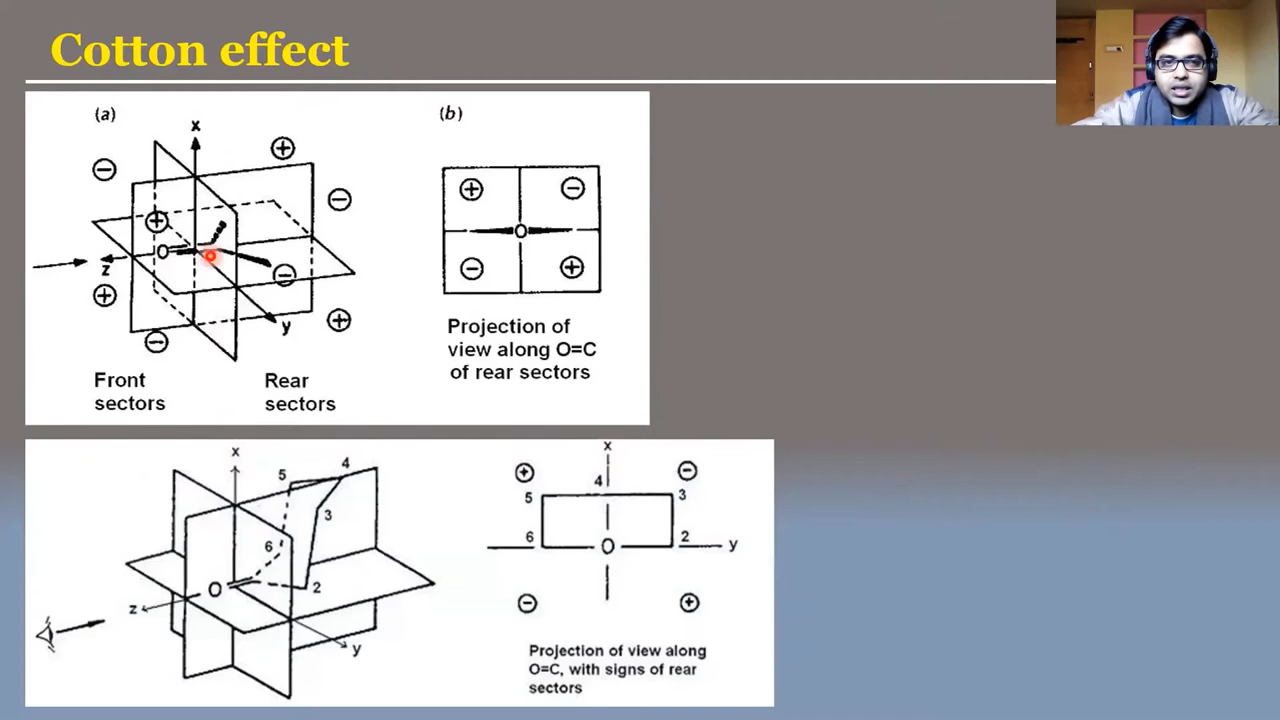 Cotton effect
(a)
(b)
x
⊕
⊖
⊖
⊕
O
z
⊖
⊕
y
⊕
⊖
Front
sectors
Rear
sectors
⊕
⊖
O
⊖
⊕
Projection of
view along O=C
of rear sectors
x
5
4
3
6
O
2
z
y
x
⊕
⊖
4
5
3
6
O
2
y
⊖
⊕
Projection of view along
O=C, with signs of rear
sectors